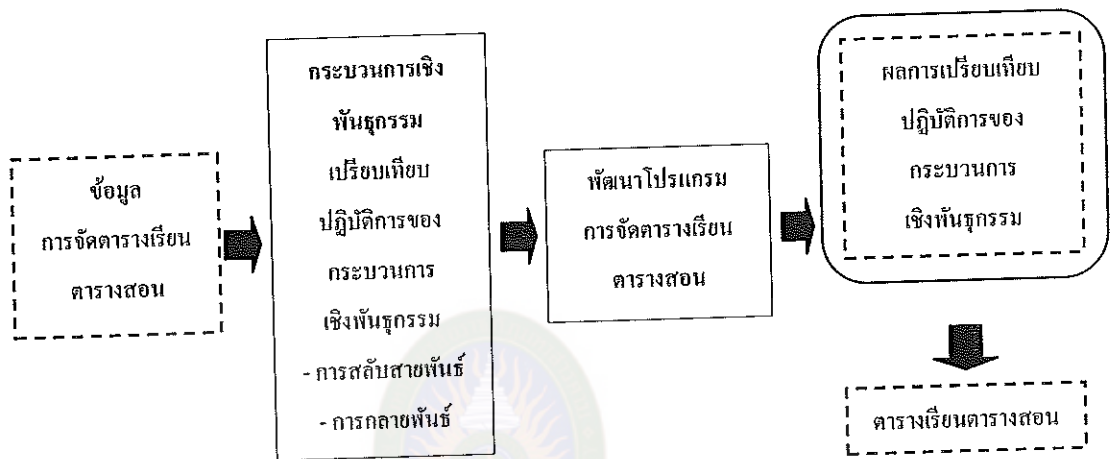 ข้อมูล
การจัดตารางเรียน
ตารางสอน
กระบวนการเชิง
พันธุกรรม
เปรียบเทียบ
ปฏิบัติการของ
กระบวนการ
เชิงพันธุกรรม
- การสลับสายพันธ์
- การกลายพันธ์
พัฒนาโปรแกรม
การจัดตารางเรียน
ตารางสอน
ผลการเปรียบเทียบ
ปฏิบัติการของ
กระบวนการ
เชิงพันธุกรรม
ตารางเรียนตารางสอน